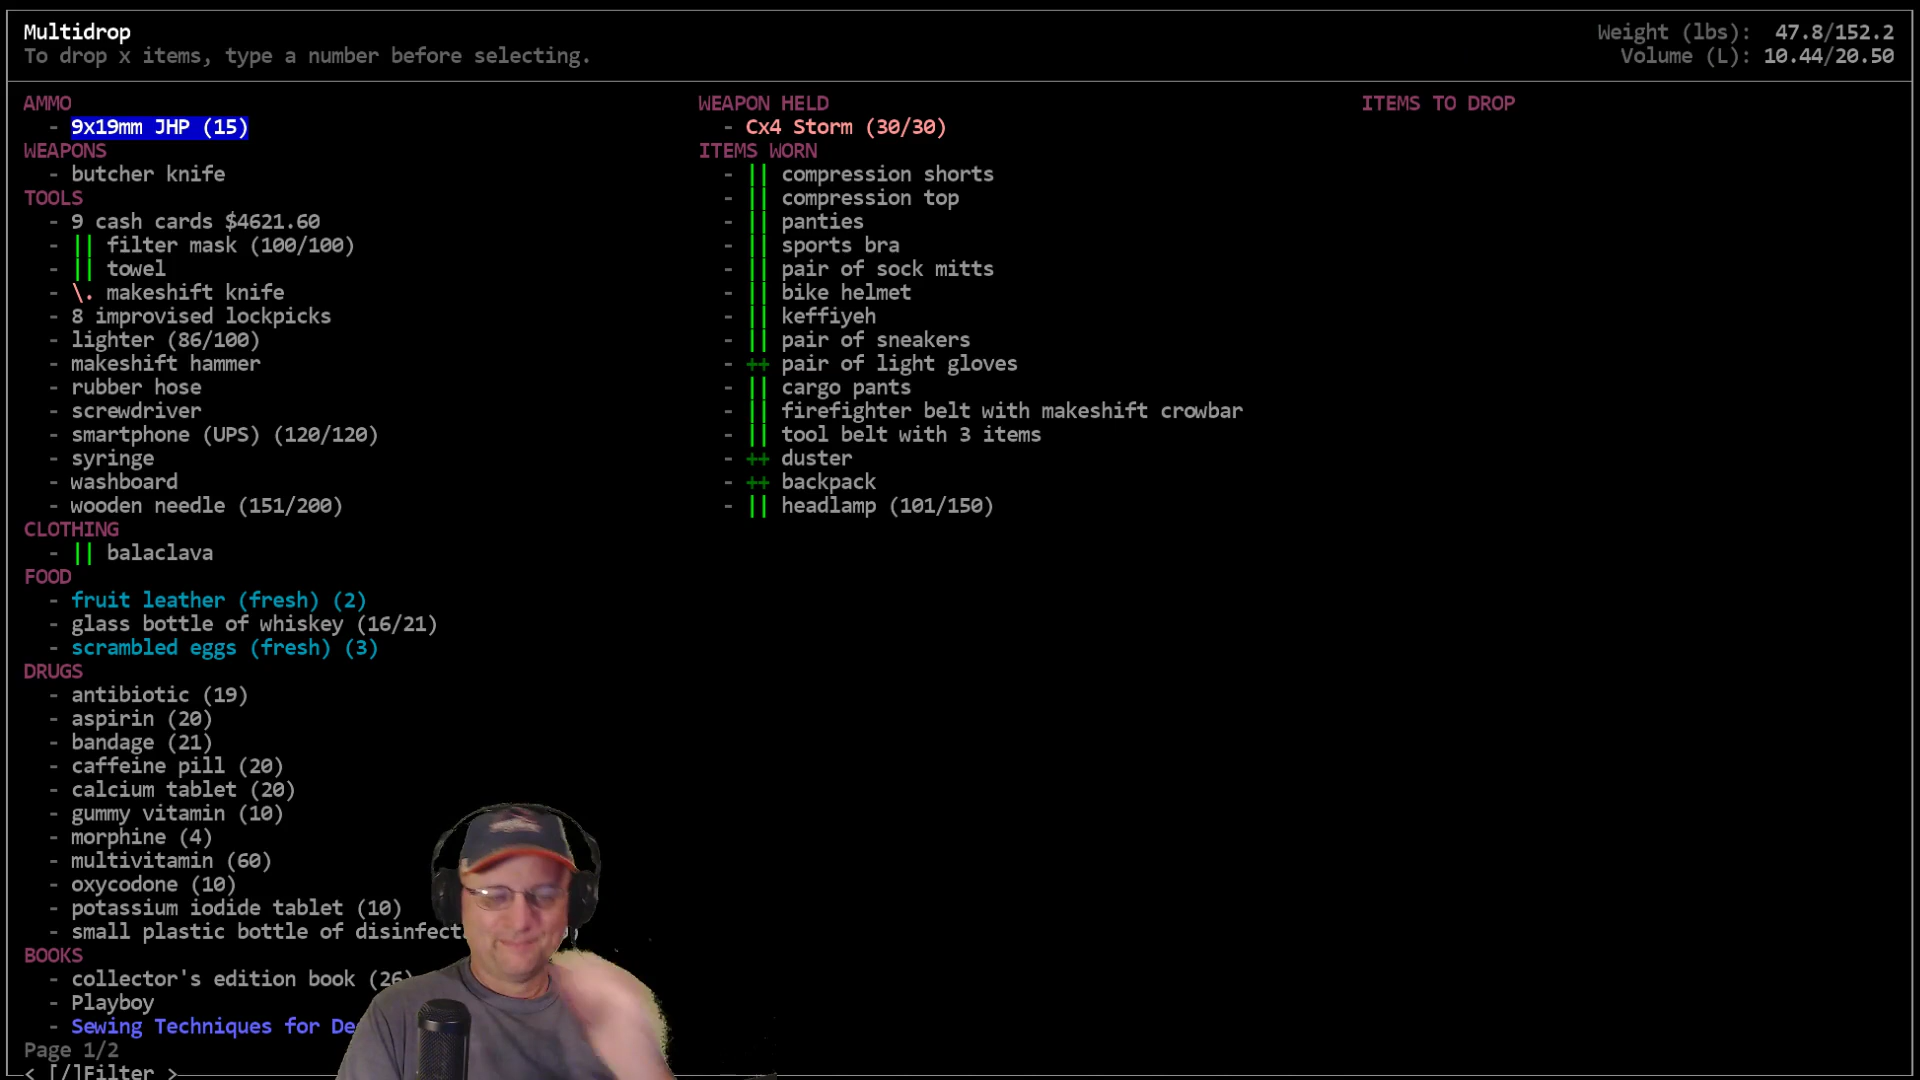 Multidrop
To drop x items, type a number before selecting.
Weight (lbs): 47.8/152.2
Volume (L): 10.44/20.50
AMMO
- 9x19mm JHP (15)
WEAPONS
- butcher knife
TOOLS
- 9 cash cards $4621.60
- || filter mask (100/100)
- || towel
- \. makeshift knife
- 8 improvised lockpicks
- lighter (86/100)
- makeshift hammer
- rubber hose
- screwdriver
- smartphone (UPS) (120/120)
- syringe
- washboard
- wooden needle (151/200)
CLOTHING
- || balaclava
FOOD
- fruit leather (fresh) (2)
- glass bottle of whiskey (16/21)
- scrambled eggs (fresh) (3)
DRUGS
- antibiotic (19)
- aspirin (20)
- bandage (21)
- caffeine pill (20)
- calcium tablet (20)
- gummy vitamin (10)
- morphine (4)
- multivitamin (60)
- oxycodone (10)
- potassium iodide tablet (10)
- small plastic bottle of
BOOKS
- collector's edition book (26)
- Playboy
- Sewing Techniques for
Page 1/2
< [/]Filter >
WEAPON HELD
- Cx4 Storm (30/30)
ITEMS WORN
- || compression shorts
- || compression top
- || panties
- || sports bra
- || pair of sock mitts
- || bike helmet
- || keffiyeh
- || pair of sneakers
- ++ pair of light gloves
- || cargo pants
- || firefighter belt with makeshift crowbar
- || tool belt with 3 items
- ++ duster
- ++ backpack
- || headlamp (101/150)
ITEMS TO DROP